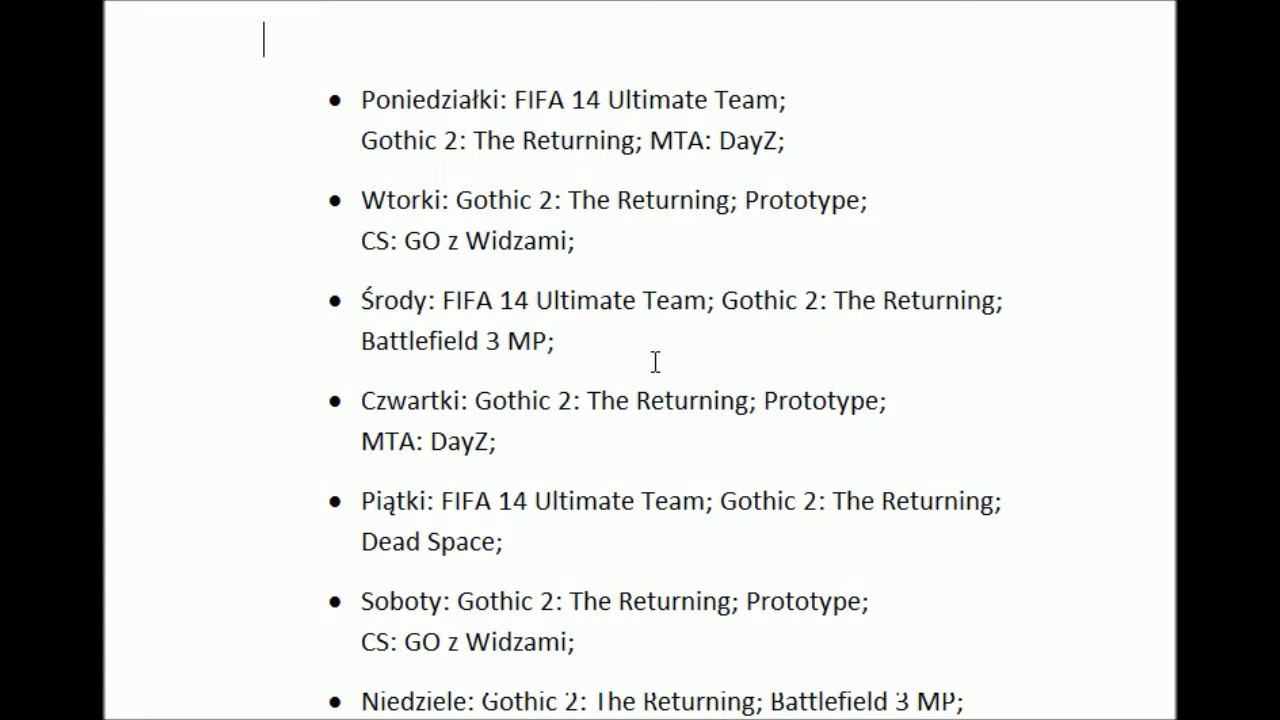 • Poniedziałki: FIFA 14 Ultimate Team;
Gothic 2: The Returning; MTA: DayZ;
• Wtorki: Gothic 2: The Returning; Prototype;
CS: GO z Widzami;
• Środy: FIFA 14 Ultimate Team; Gothic 2: The Returning;
Battlefield 3 MP;
• Czwartki: Gothic 2: The Returning; Prototype;
MTA: DayZ;
• Piątki: FIFA 14 Ultimate Team; Gothic 2: The Returning;
Dead Space;
• Soboty: Gothic 2: The Returning; Prototype;
CS: GO z Widzami;
• Niedziele: Gothic 2: The Returning; Battlefield 3 MP;